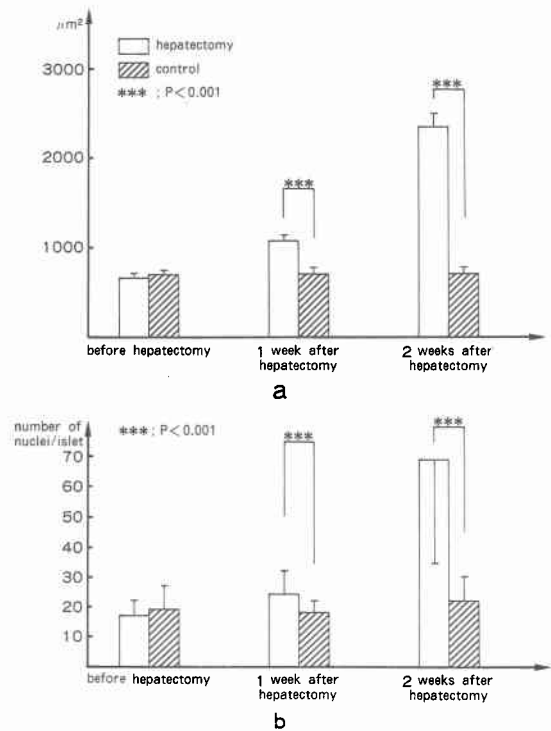 μm²
hepatectomy
control
*** ; P<0.001
3000
2000
1000
***
***
before hepatectomy
1 week after
hepatectomy
2 weeks after
hepatectomy
a
number of
nuclei/islet
*** ; P<0.001
70
60
50
40
30
20
10
***
***
before hepatectomy
1 week after
hepatectomy
2 weeks after
hepatectomy
b